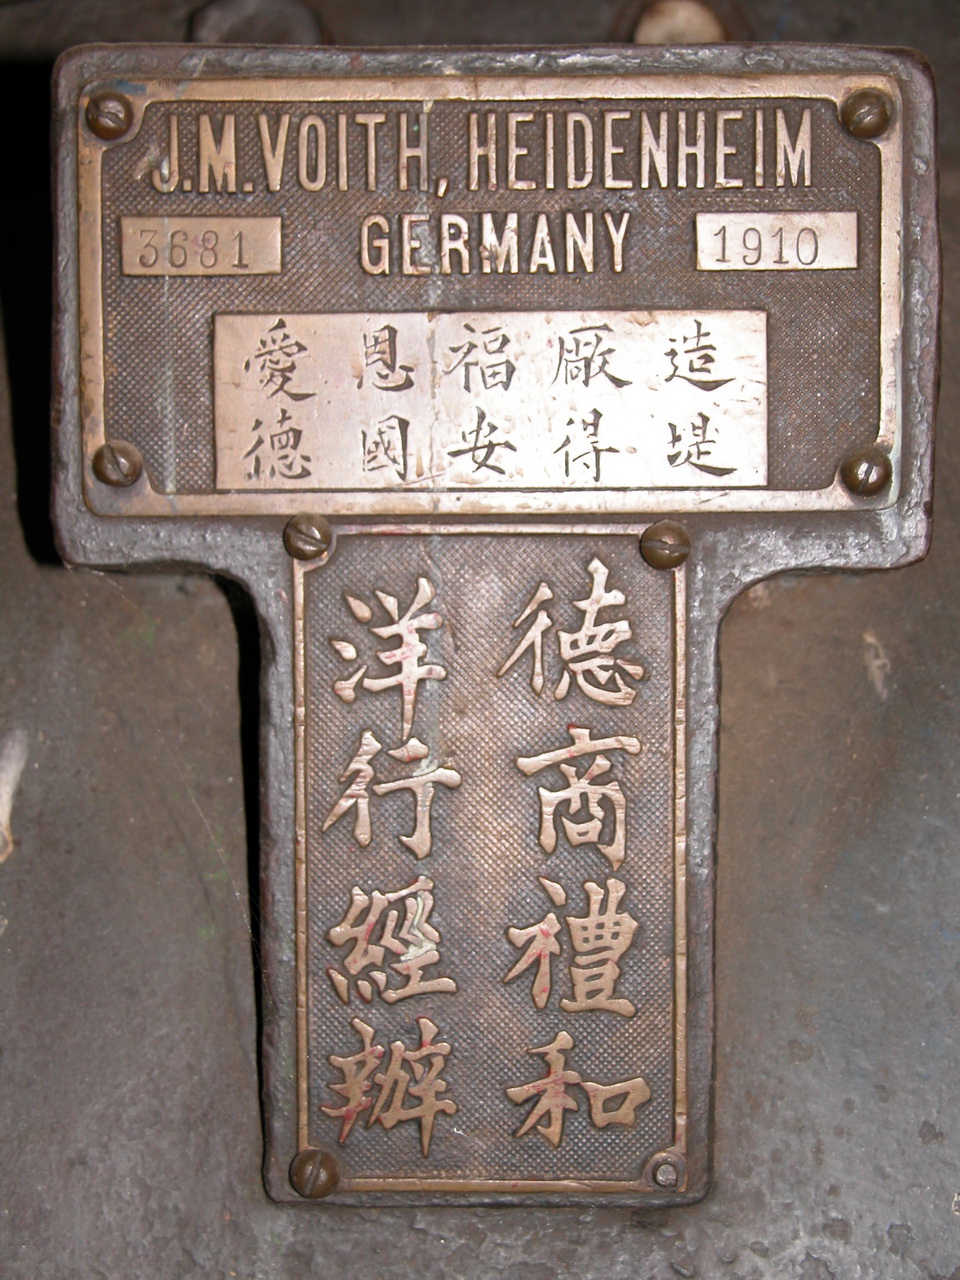 J.M.VOITH, HEIDENHEIM
3681 GERMANY 1910
愛恩福廠造
德國安得堤
德商禮和
洋行經辦